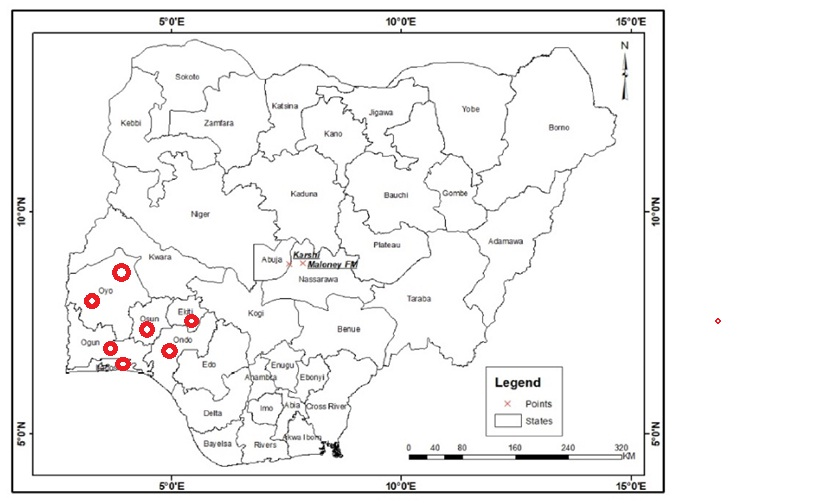 5°0'E 10°0'E 15°0'E
N
Sokoto
Katsina
Jigawa
Yobe
Kebbi
Zamfara
Kano
Borno
Kaduna
Bauchi
Gombe
10°0'N
10°0'N
Niger
Plateau
Adamawa
Kwara
Abuja
Karshi
Maloney FM
Nassarawa
Oyo
Taraba
Osun
Ekiti
Kogi
Benue
Ogun
Ondo
Edo
Enugu
Anambra
Ebonyi
Legend
Points
States
Delta
Imo
Abia
Cross River
Bayelsa
Rivers
Akwa Ibom
5°0'N
5°0'N
0 40 80 160 240 320
KM
5°0'E 10°0'E 15°0'E